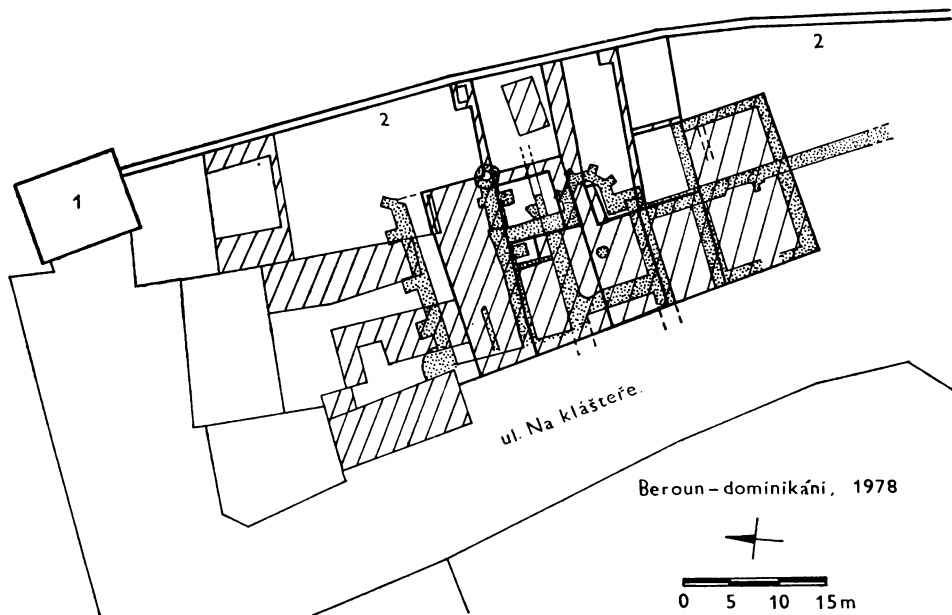 2
1
2
ul. Na klášteře.
Beroun – dominikáni, 1978
0 5 10 15m